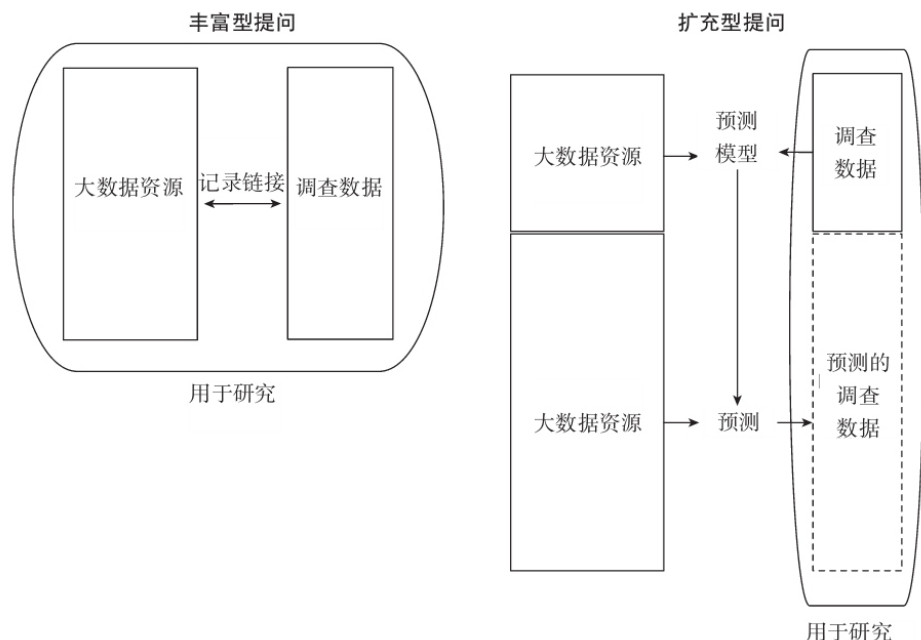 丰富型提问
大数据资源
记录链接
调查数据
用于研究
扩充型提问
大数据资源
预测
模型
调查
数据
大数据资源
预测
预测的
调查
数据
用于研究